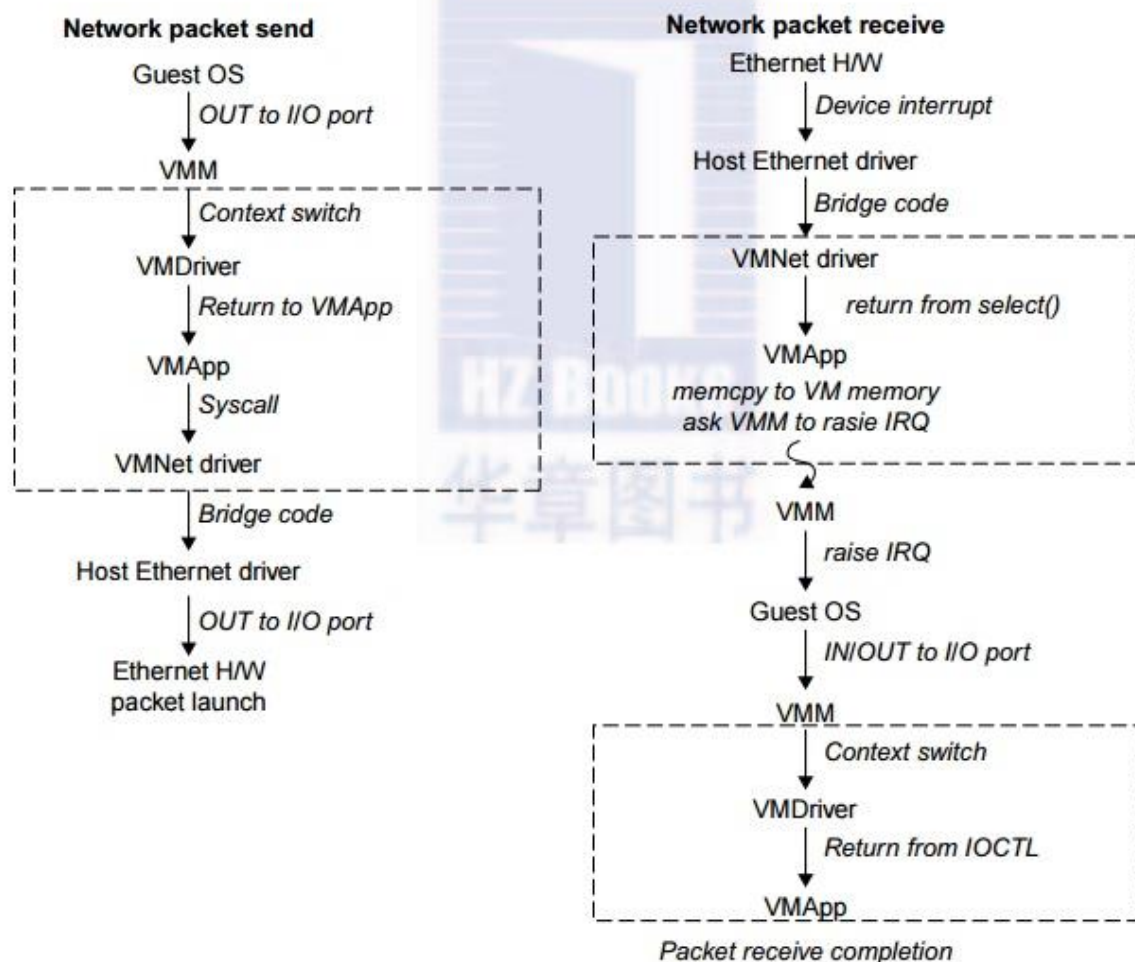 Network packet send
Guest OS
OUT to I/O port
VMM
Context switch
VMDriver
Return to VMApp
VMApp
Syscall
VMNet driver
Bridge code
Host Ethernet driver
OUT to I/O port
Ethernet H/W
packet launch
Network packet receive
Ethernet H/W
Device interrupt
Host Ethernet driver
Bridge code
VMNet driver
return from select()
VMApp
memcpy to VM memory
ask VMM to rasie IRQ
VMM
raise IRQ
Guest OS
IN/OUT to I/O port
VMM
Context switch
VMDriver
Return from IOCTL
VMApp
Packet receive completion
HZ Books
华章图书